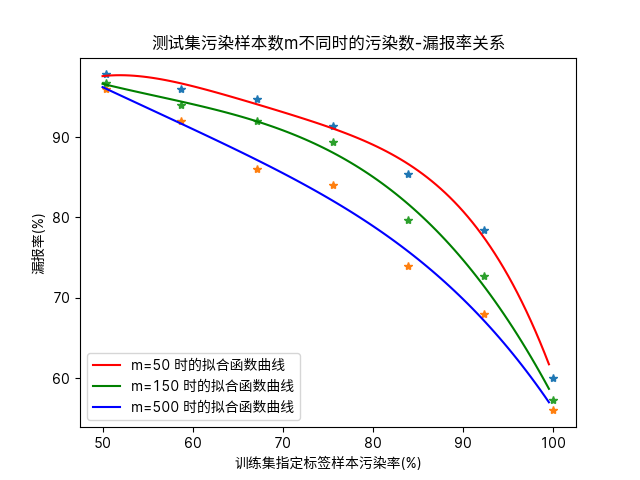 测试集污染样本数m不同时的污染数-漏报率关系
漏报率(%)
90
80
70
60
m=50 时的拟合函数曲线
m=150 时的拟合函数曲线
m=500 时的拟合函数曲线
50 60 70 80 90 100
训练集指定标签样本污染率(%)